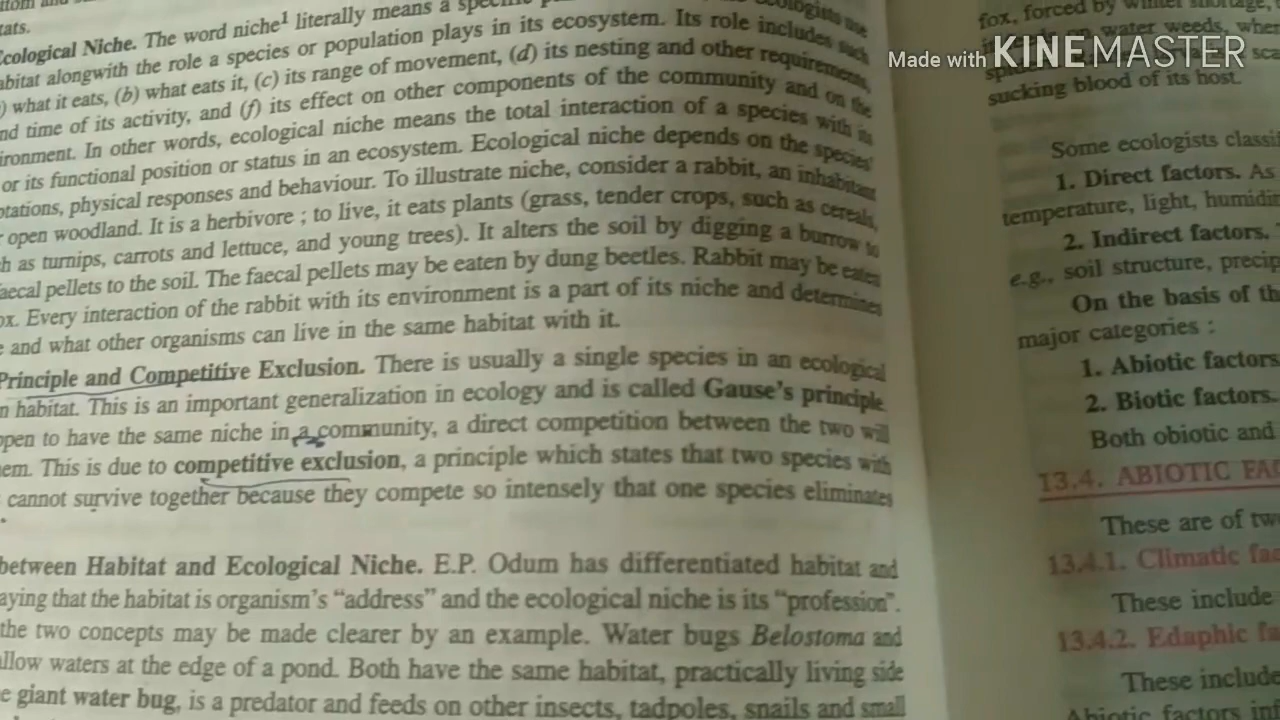 tats.
Ecological Niche. The word niche1 literally means a specific
abitat alongwith the role a species or population plays in its ecosystem. Its role includes such
) what it eats, (b) what eats it, (c) its range of movement, (d) its nesting and other requirements,
nd time of its activity, and (f) its effect on other components of the community and on the
ironment. In other words, ecological niche means the total interaction of a species with its
or its functional position or status in an ecosystem. Ecological niche depends on the species'
ptations, physical responses and behaviour. To illustrate niche, consider a rabbit, an inhabitant
open woodland. It is a herbivore ; to live, it eats plants (grass, tender crops, such as cereals,
h as turnips, carrots and lettuce, and young trees). It alters the soil by digging a burrow to
aecal pellets to the soil. The faecal pellets may be eaten by dung beetles. Rabbit may be eaten
ox. Every interaction of the rabbit with its environment is a part of its niche and determines
e and what other organisms can live in the same habitat with it.
Principle and Competitive Exclusion. There is usually a single species in an ecological
n habitat. This is an important generalization in ecology and is called Gause's principle.
ppen to have the same niche in a community, a direct competition between the two will
em. This is due to competitive exclusion, a principle which states that two species with
cannot survive together because they compete so intensely that one species eliminates
between Habitat and Ecological Niche. E.P. Odum has differentiated habitat and
aying that the habitat is organism's “address” and the ecological niche is its “profession”.
the two concepts may be made clearer by an example. Water bugs Belostoma and
allow waters at the edge of a pond. Both have the same habitat, practically living side
e giant water bug, is a predator and feeds on other insects, tadpoles, snails and small
fox, forced by winter shortage,
water weeds, wher
sucking blood of its host.
Made with KINEMASTER
Some ecologists classi
1. Direct factors. As
temperature, light, humidit
2. Indirect factors.
e.g., soil structure, precip
On the basis of th
major categories :
1. Abiotic factors.
2. Biotic factors.
Both obiotic and
13.4. ABIOTIC FA
These are of tw
13.4.1. Climatic fac
These include
13.4.2. Edaphic fa
These include
Abiotic factors inf